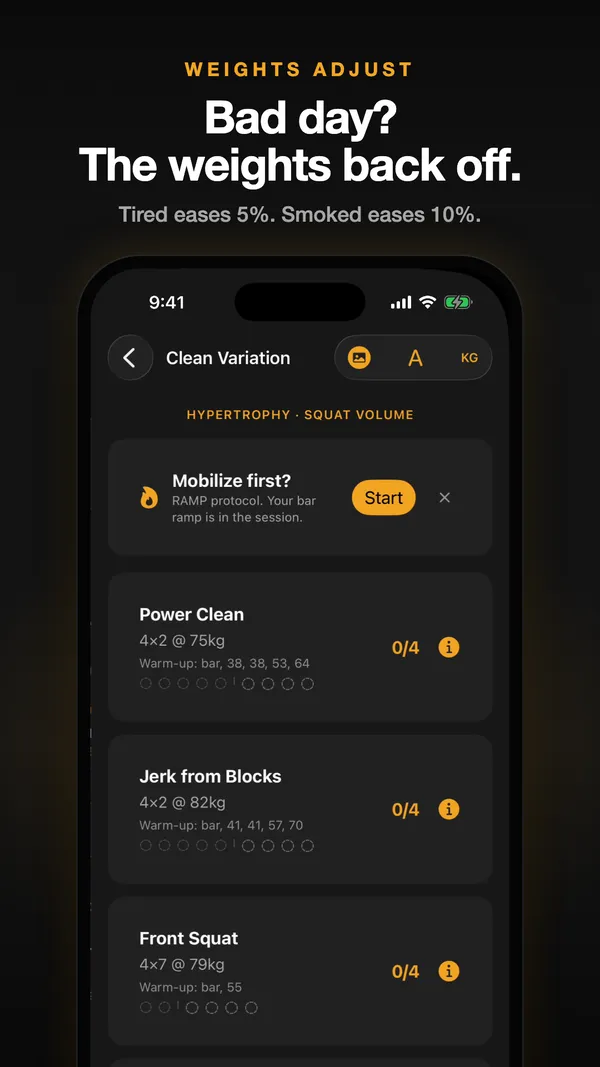 WEIGHTS ADJUST
Bad day?
The weights back off.
Tired eases 5%. Smoked eases 10%.
9:41
Clean Variation
A
KG
HYPERTROPHY · SQUAT VOLUME
Mobilize first?
RAMP protocol. Your bar
ramp is in the session.
Start
Power Clean
4×2 @ 75kg
Warm-up: bar, 38, 38, 53, 64
0/4
Jerk from Blocks
4×2 @ 82kg
Warm-up: bar, 41, 41, 57, 70
0/4
Front Squat
4×7 @ 79kg
Warm-up: bar, 55
0/4